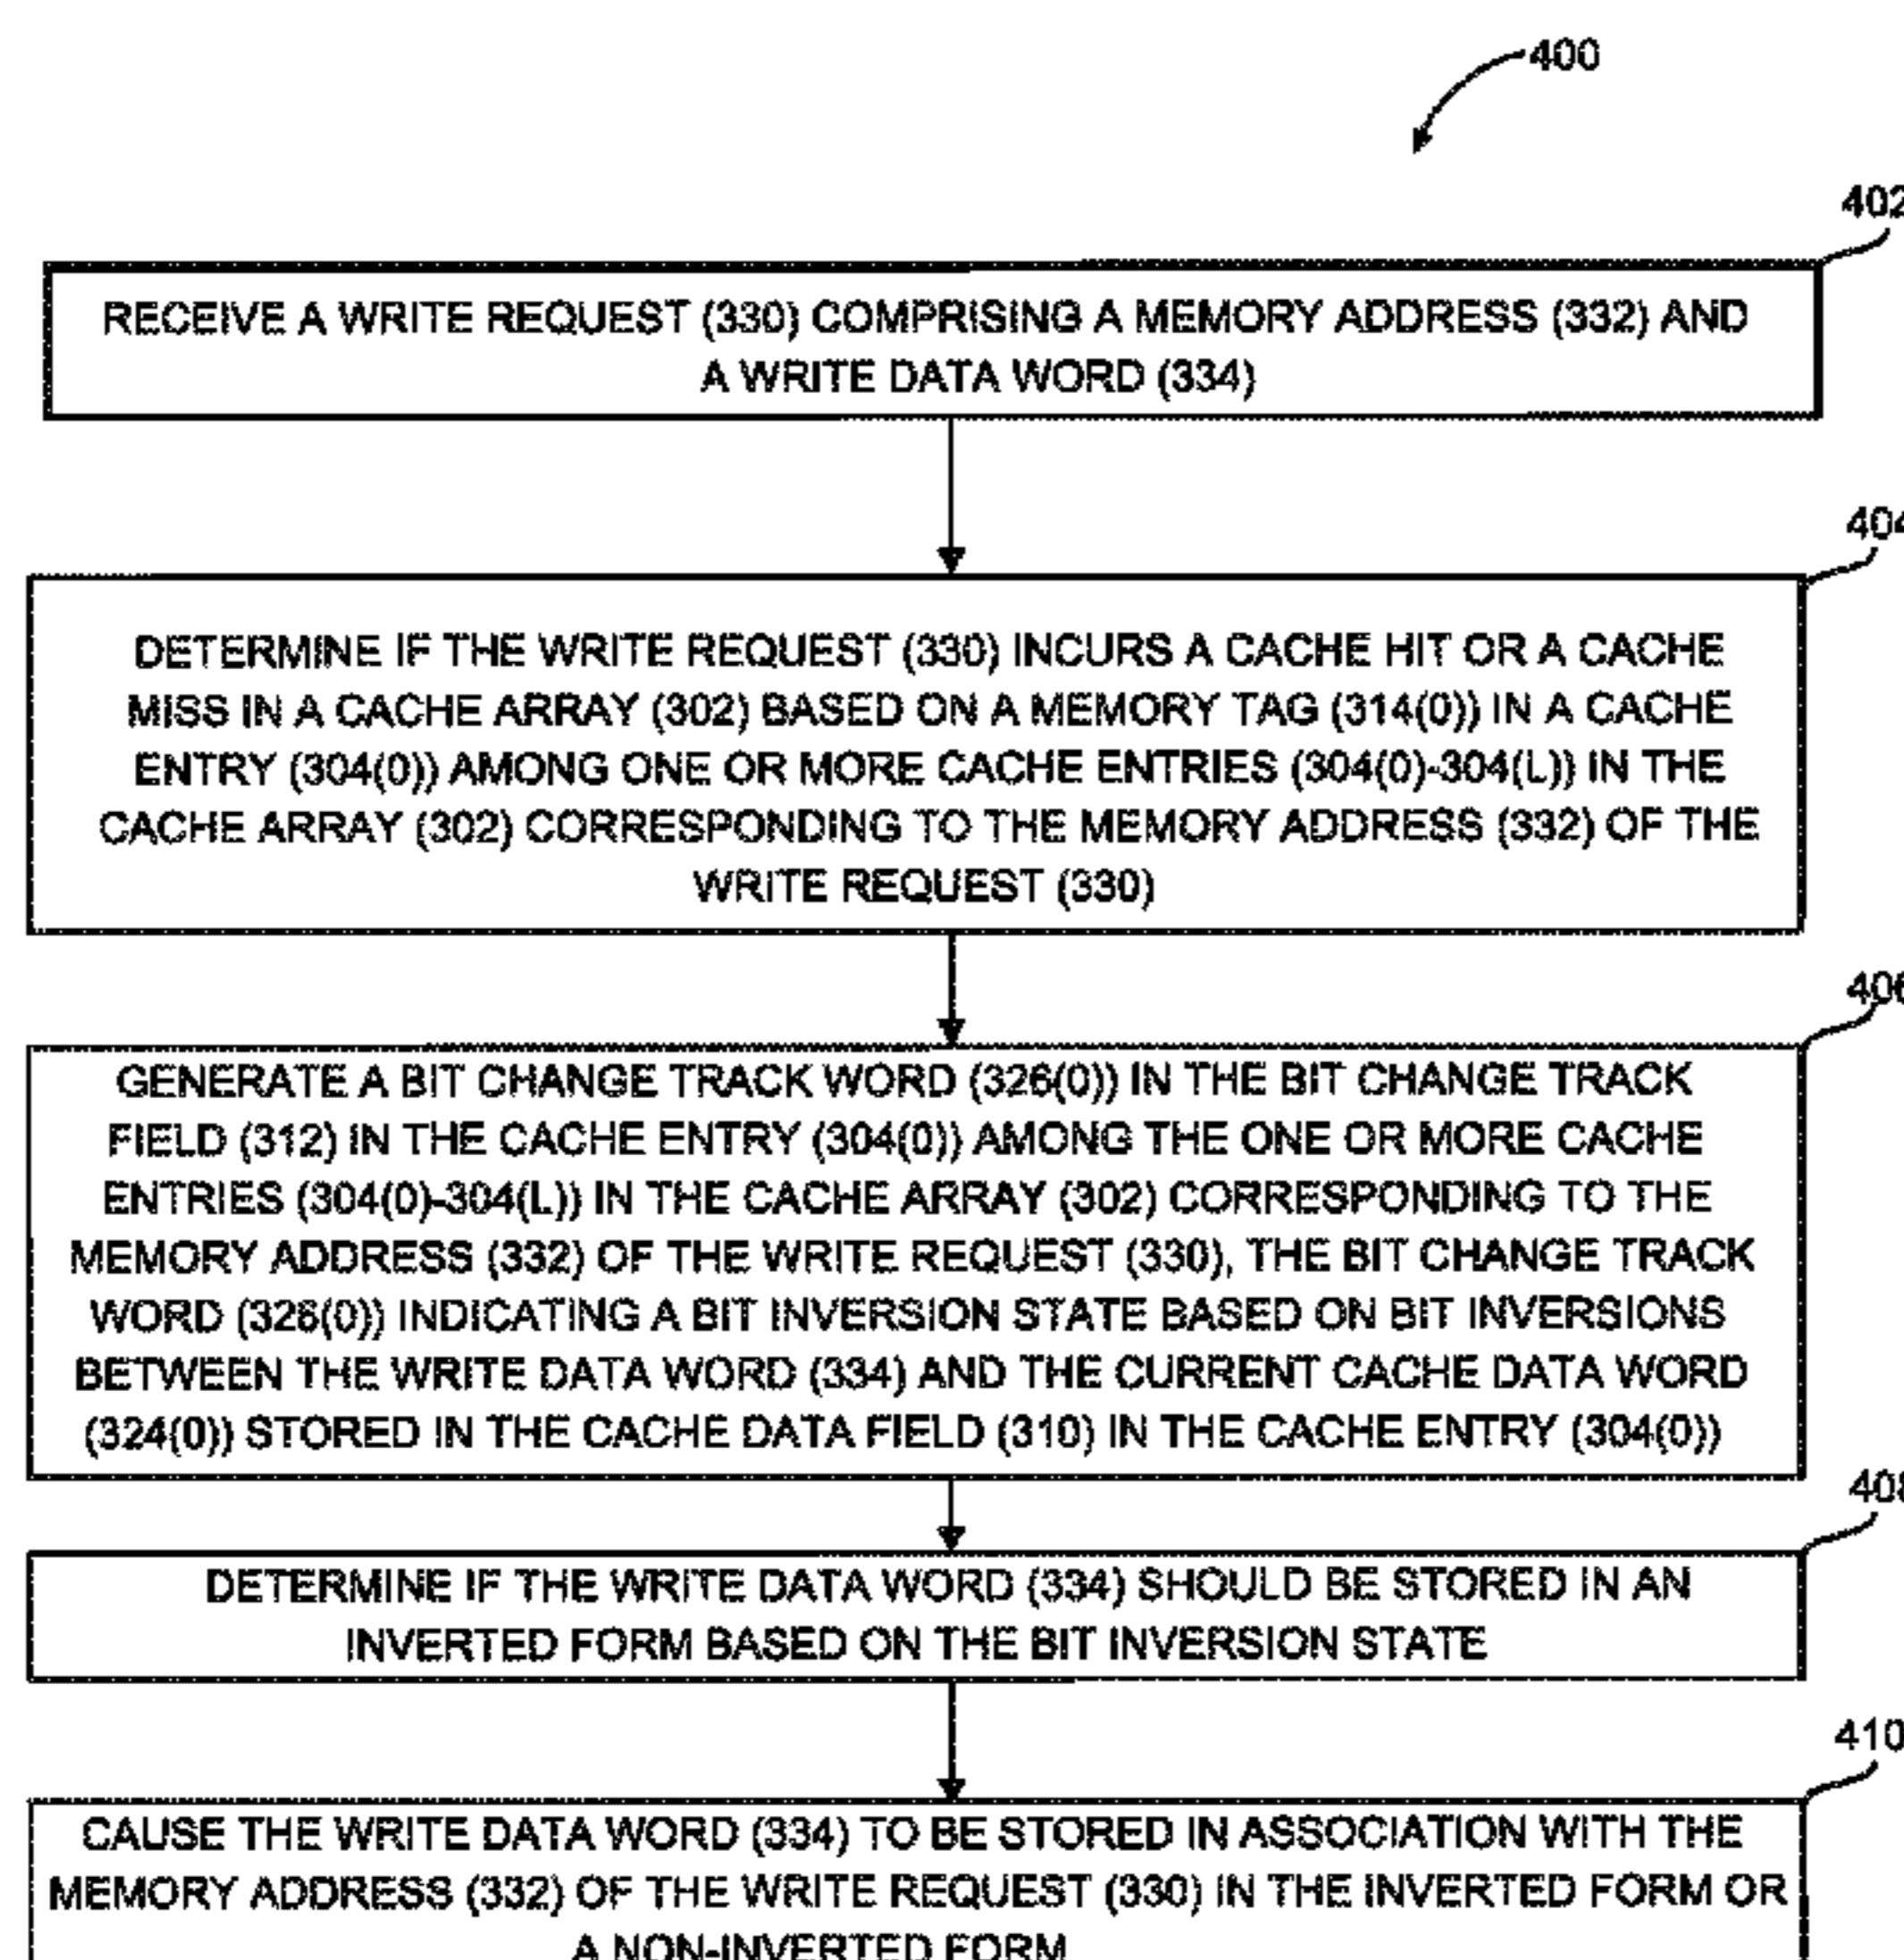 400
402
RECEIVE A WRITE REQUEST (330) COMPRISING A MEMORY ADDRESS (332) AND
A WRITE DATA WORD (334)
404
DETERMINE IF THE WRITE REQUEST (330) INCURS A CACHE HIT OR A CACHE
MISS IN A CACHE ARRAY (302) BASED ON A MEMORY TAG (314(0)) IN A CACHE
ENTRY (304(0)) AMONG ONE OR MORE CACHE ENTRIES (304(0)-304(L)) IN THE
CACHE ARRAY (302) CORRESPONDING TO THE MEMORY ADDRESS (332) OF THE
WRITE REQUEST (330)
406
GENERATE A BIT CHANGE TRACK WORD (326(0)) IN THE BIT CHANGE TRACK
FIELD (312) IN THE CACHE ENTRY (304(0)) AMONG THE ONE OR MORE CACHE
ENTRIES (304(0)-304(L)) IN THE CACHE ARRAY (302) CORRESPONDING TO THE
MEMORY ADDRESS (332) OF THE WRITE REQUEST (330), THE BIT CHANGE TRACK
WORD (326(0)) INDICATING A BIT INVERSION STATE BASED ON BIT INVERSIONS
BETWEEN THE WRITE DATA WORD (334) AND THE CURRENT CACHE DATA WORD
(324(0)) STORED IN THE CACHE DATA FIELD (310) IN THE CACHE ENTRY (304(0))
408
DETERMINE IF THE WRITE DATA WORD (334) SHOULD BE STORED IN AN
INVERTED FORM BASED ON THE BIT INVERSION STATE
410
CAUSE THE WRITE DATA WORD (334) TO BE STORED IN ASSOCIATION WITH THE
MEMORY ADDRESS (332) OF THE WRITE REQUEST (330) IN THE INVERTED FORM OR
A NON-INVERTED FORM